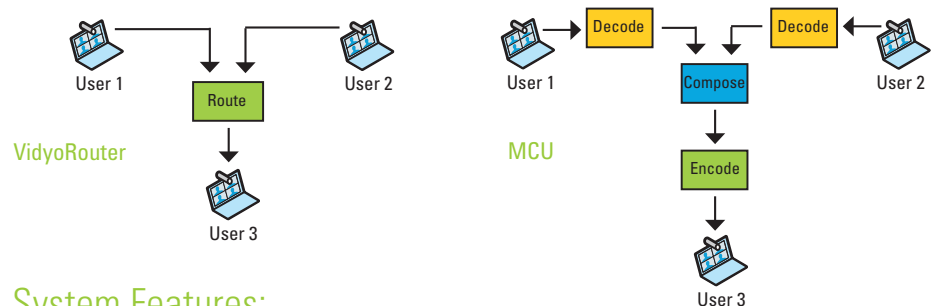 User 1
User 2
Route
VidyoRouter
User 3
Decode
Decode
User 1
User 2
Compose
MCU
Encode
User 3
System Features: